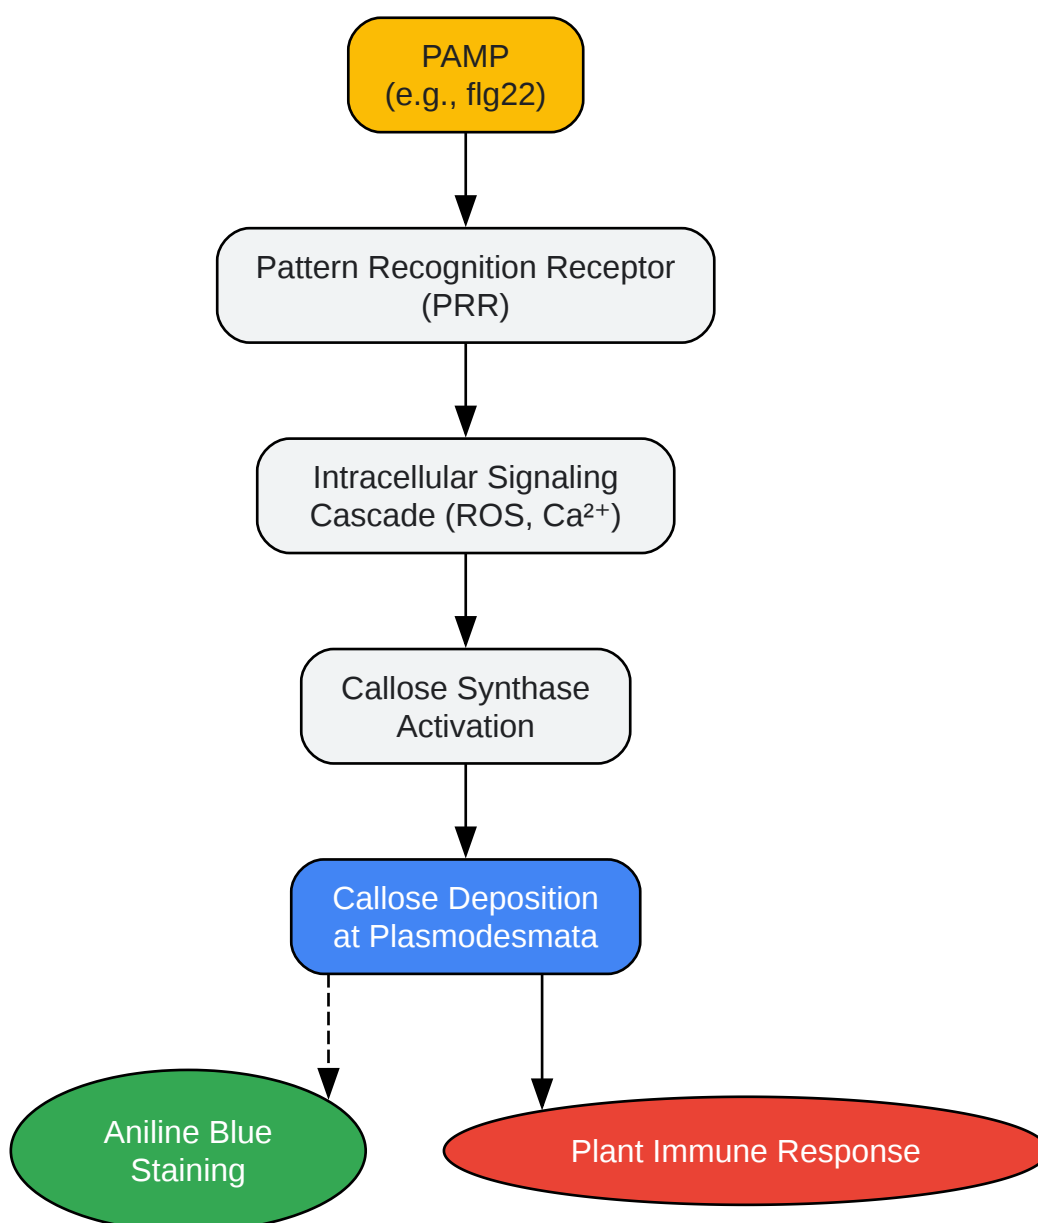 PAMP
(e.g., flg22)
Pattern Recognition Receptor
(PRR)
Intracellular Signaling
Cascade (ROS, Ca²⁺)
Callose Synthase
Activation
Callose Deposition
at Plasmodesmata
Aniline Blue
Staining
Plant Immune Response